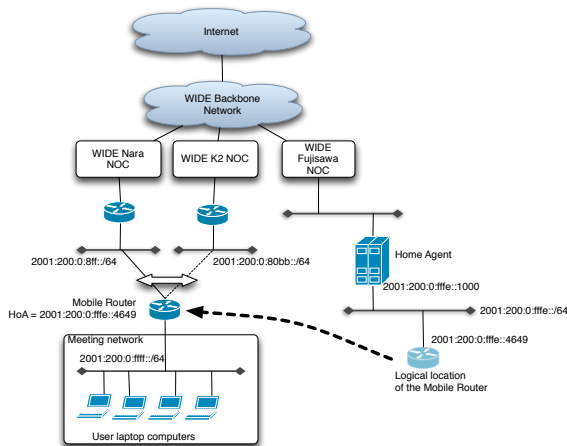 Internet
WIDE Backbone
Network
WIDE Nara
NOC
WIDE K2 NOC
WIDE
Fujisawa
NOC
Home Agent
2001:200:0:8ff::/64
2001:200:0:80bb::/64
2001:200:0:fffe::1000
Mobile Router
HoA = 2001:200:0:fffe::4649
2001:200:0:fffe::/64
Meeting network
2001:200:0:ffff::/64
2001:200:0:fffe::4649
Logical location
of the Mobile Router
User laptop computers